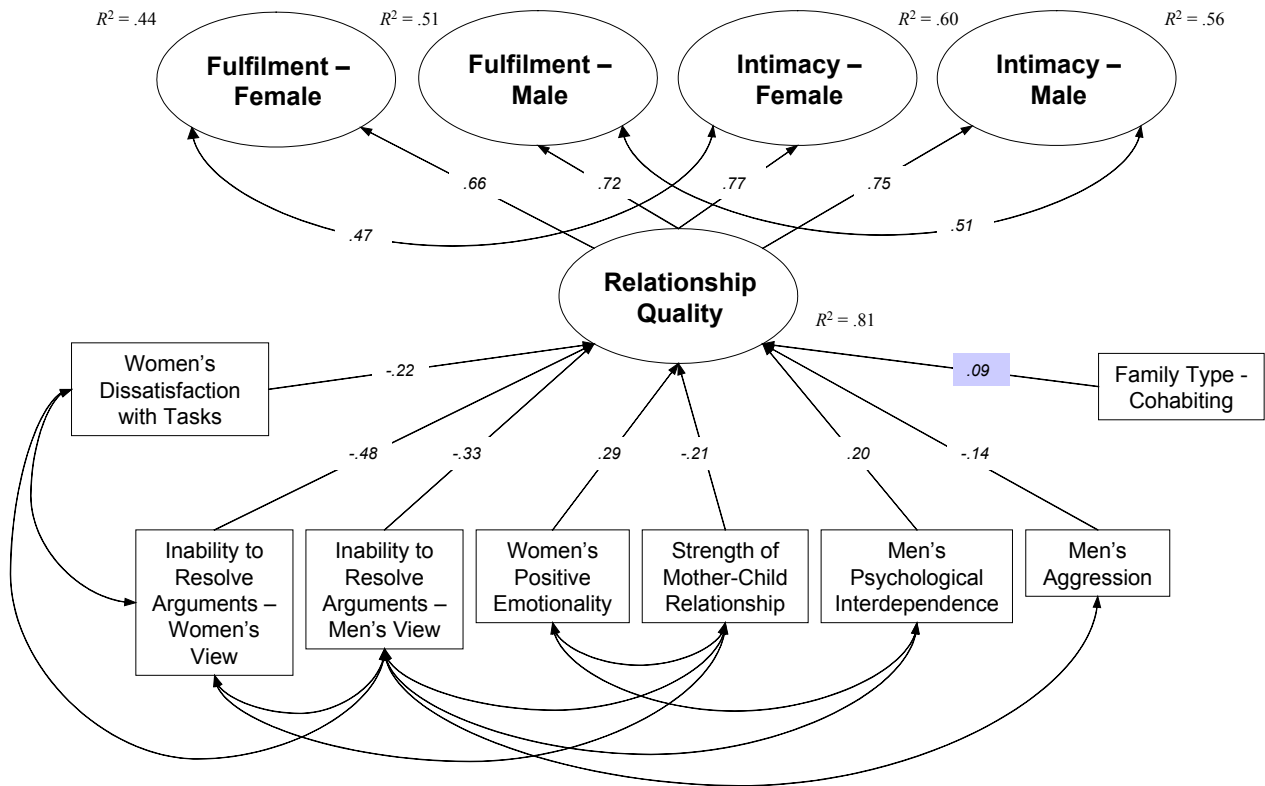 R² = .44
R² = .51
R² = .60
R² = .56
Fulfilment –
Female
Fulfilment –
Male
Intimacy –
Female
Intimacy –
Male
.66
.72
.77
.75
.47
.51
Relationship
Quality
R² = .81
Women's
Dissatisfaction
with Tasks
-.22
.09
Family Type -
Cohabiting
-.48
-.33
.29
-.21
.20
-.14
Inability to
Resolve
Arguments –
Women's
View
Inability to
Resolve
Arguments –
Men's View
Women's
Positive
Emotionality
Strength of
Mother-Child
Relationship
Men's
Psychological
Interdependence
Men's
Aggression